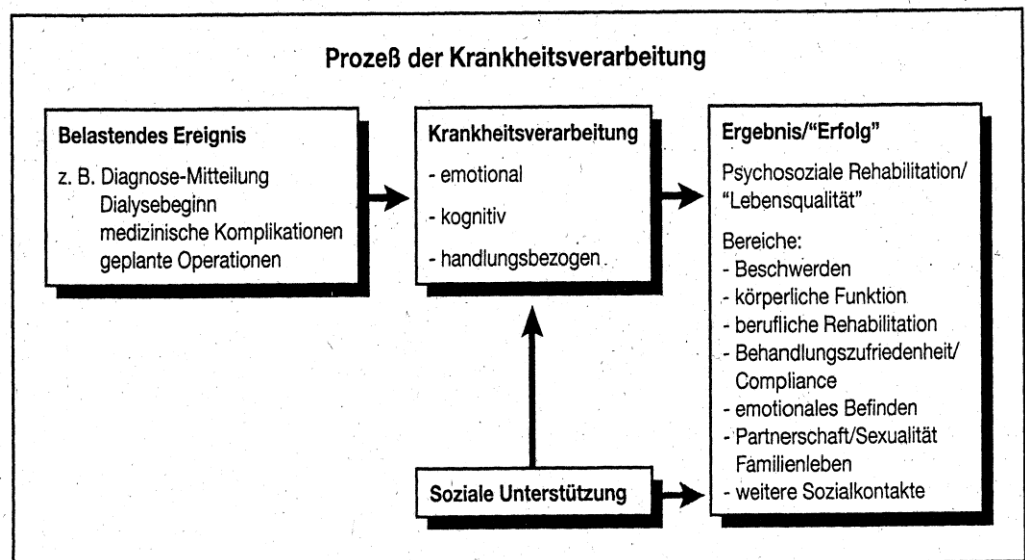 Prozeß der Krankheitsverarbeitung
Belastendes Ereignis
z. B. Diagnose-Mitteilung
Dialysebeginn
medizinische Komplikationen
geplante Operationen
Krankheitsverarbeitung
- emotional
- kognitiv
- handlungsbezogen
Ergebnis/"Erfolg"
Psychosoziale Rehabilitation/
"Lebensqualität"
Bereiche:
- Beschwerden
- körperliche Funktion
- berufliche Rehabilitation
- Behandlungszufriedenheit/
Compliance
- emotionales Befinden
- Partnerschaft/Sexualität
Familienleben
- weitere Sozialkontakte
Soziale Unterstützung